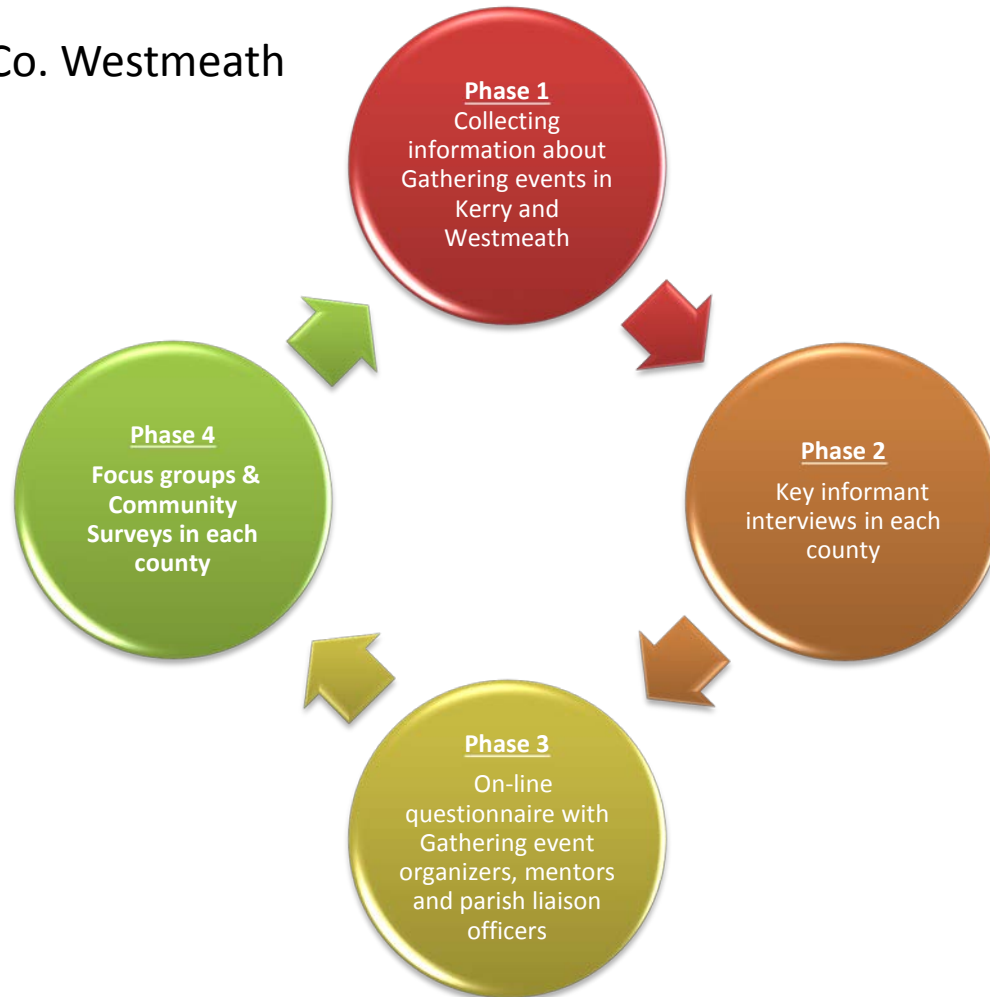 Co. Westmeath
Phase 1
Collecting
information about
Gathering events in
Kerry and
Westmeath
Phase 2
Key informant
interviews in each
county
Phase 3
On-line
questionnaire with
Gathering event
organizers, mentors
and parish liaison
officers
Phase 4
Focus groups &
Community
Surveys in each
county